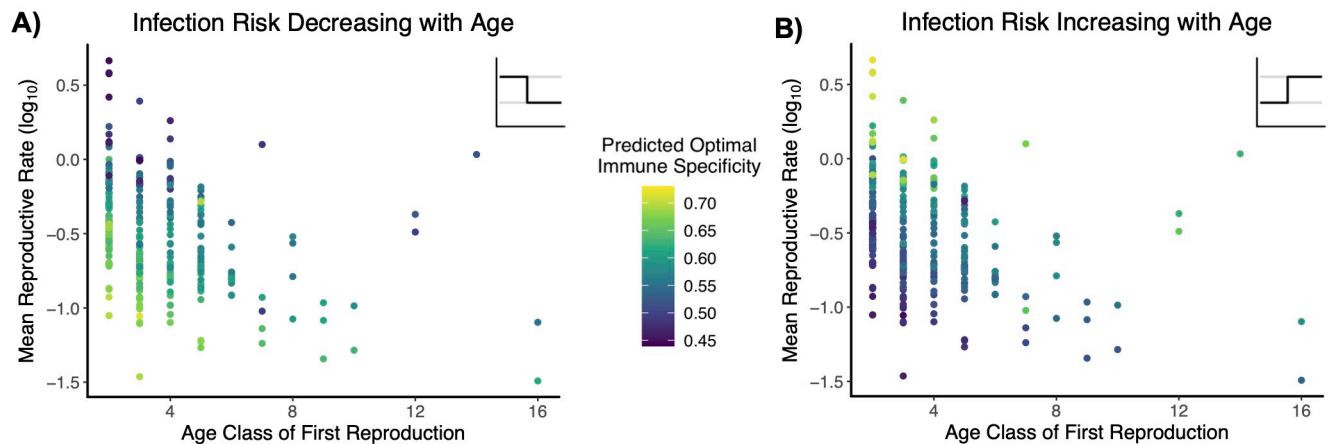 A)
Infection Risk Decreasing with Age
Mean Reproductive Rate (log10)
0.5
0.0
−0.5
−1.0
−1.5
4
8
12
16
Age Class of First Reproduction
Predicted Optimal
Immune Specificity
0.70
0.65
0.60
0.55
0.50
0.45
B)
Infection Risk Increasing with Age
Mean Reproductive Rate (log10)
0.5
0.0
−0.5
−1.0
−1.5
4
8
12
16
Age Class of First Reproduction